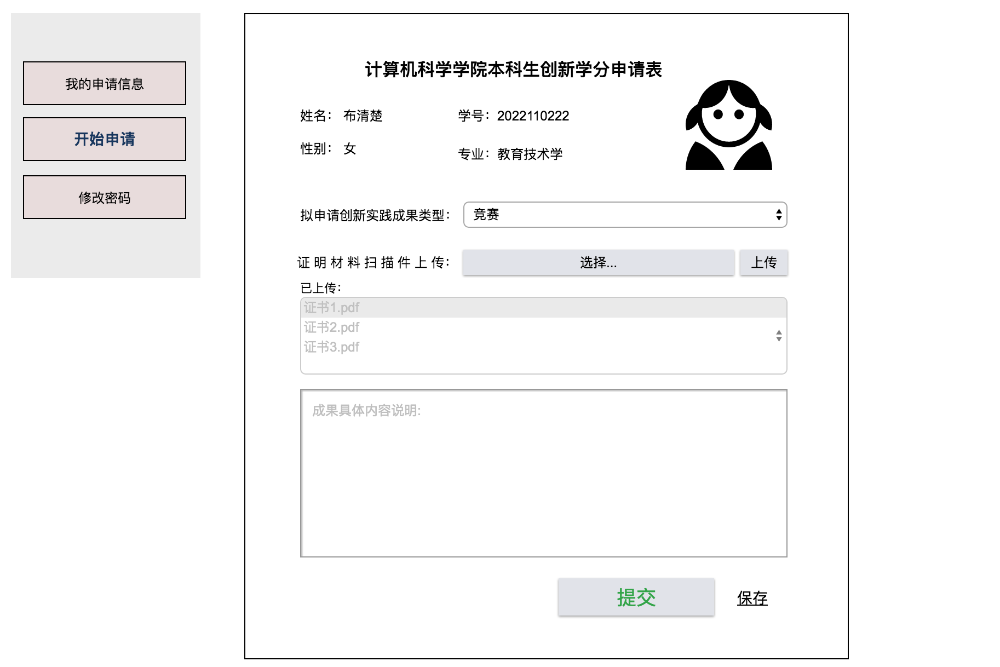 我的申请信息
开始申请
修改密码
计算机科学学院本科生创新学分申请表
姓名： 布清楚
学号：2022110222
性别： 女
专业：教育技术学
拟申请创新实践成果类型： 竞赛
证 明 材 料 扫 描 件 上 传： 选择... 上传
已上传：
证书1.pdf
证书2.pdf
证书3.pdf
成果具体内容说明:
提交 保存